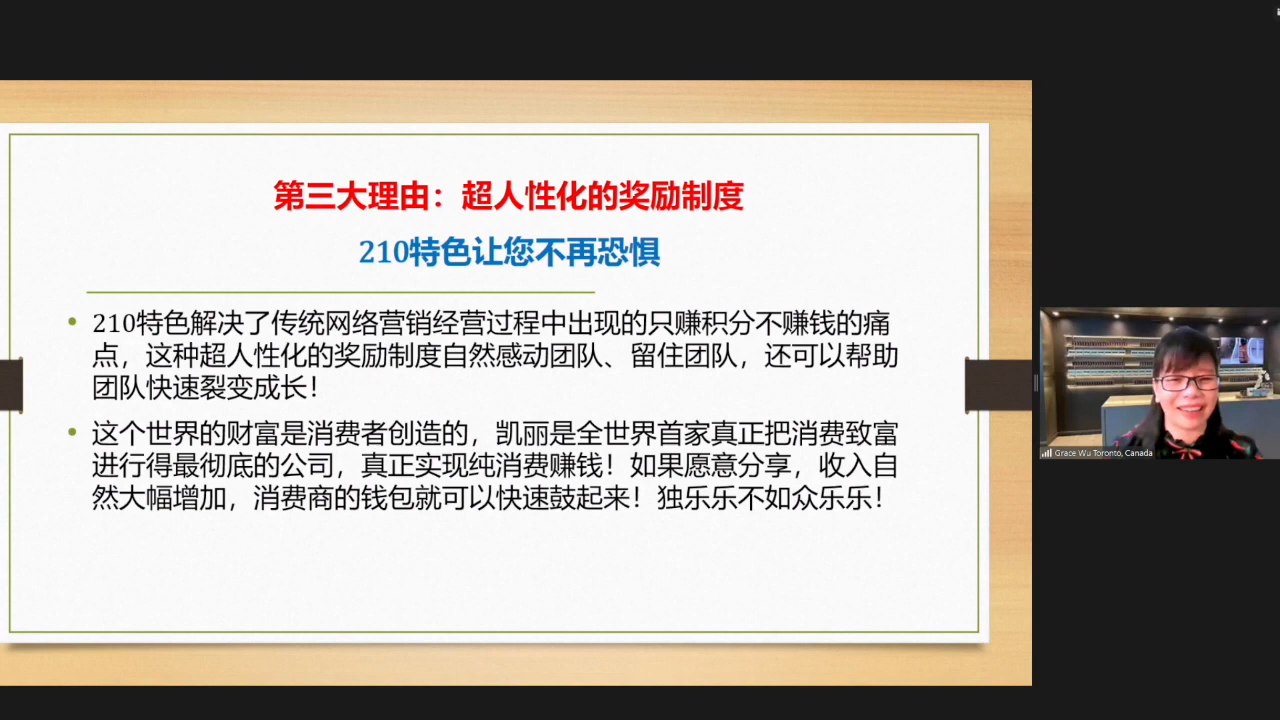 第三大理由：超人性化的奖励制度
210特色让您不再恐惧
• 210特色解决了传统网络营销经营过程中出现的只赚积分不赚钱的痛
点，这种超人性化的奖励制度自然感动团队、留住团队，还可以帮助
团队快速裂变成长！
• 这个世界的财富是消费者创造的，凯丽是全世界首家真正把消费致富
进行得最彻底的公司，真正实现纯消费赚钱！如果愿意分享，收入自
然大幅增加，消费商的钱包就可以快速鼓起来！独乐乐不如众乐乐！
Grace Wu Toronto, Canada